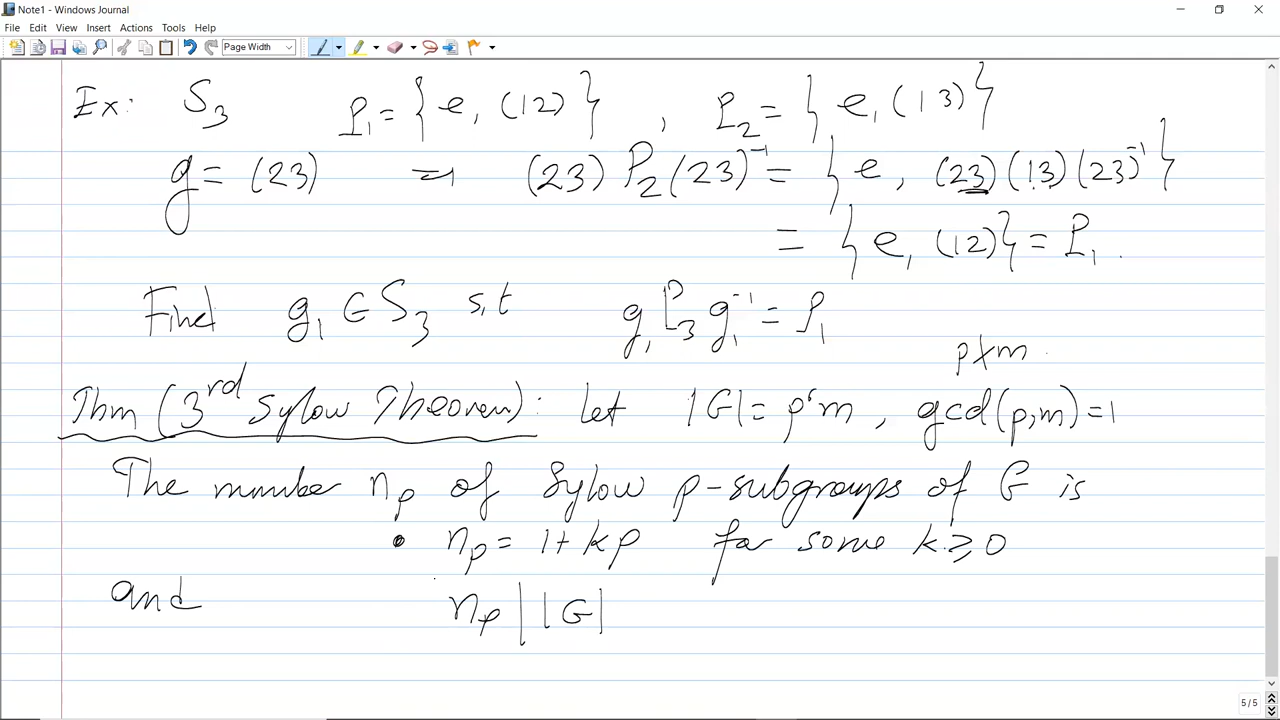 Note1 - Windows Journal
File Edit View Insert Actions Tools Help
Page Width
Ex: S₃ P₁ = { e, (12) } , P₂ = { e, (13) }
g = (23) ⇒ (23) P₂ (23)⁻¹ = { e, (23)(13)(23)⁻¹ }
= { e, (12) } = P₁.
Find g₁ ∈ S₃ s,t g₁ P₃ g₁⁻¹ = P₁
p∤m.
Thm (3rd Sylow Theorem): let |G| = pʳm, gcd(p,m) = 1
The number nₚ of Sylow p-subgroups of G is
• nₚ = 1 + kp for some k ≥ 0
and nₚ | |G|
5/5